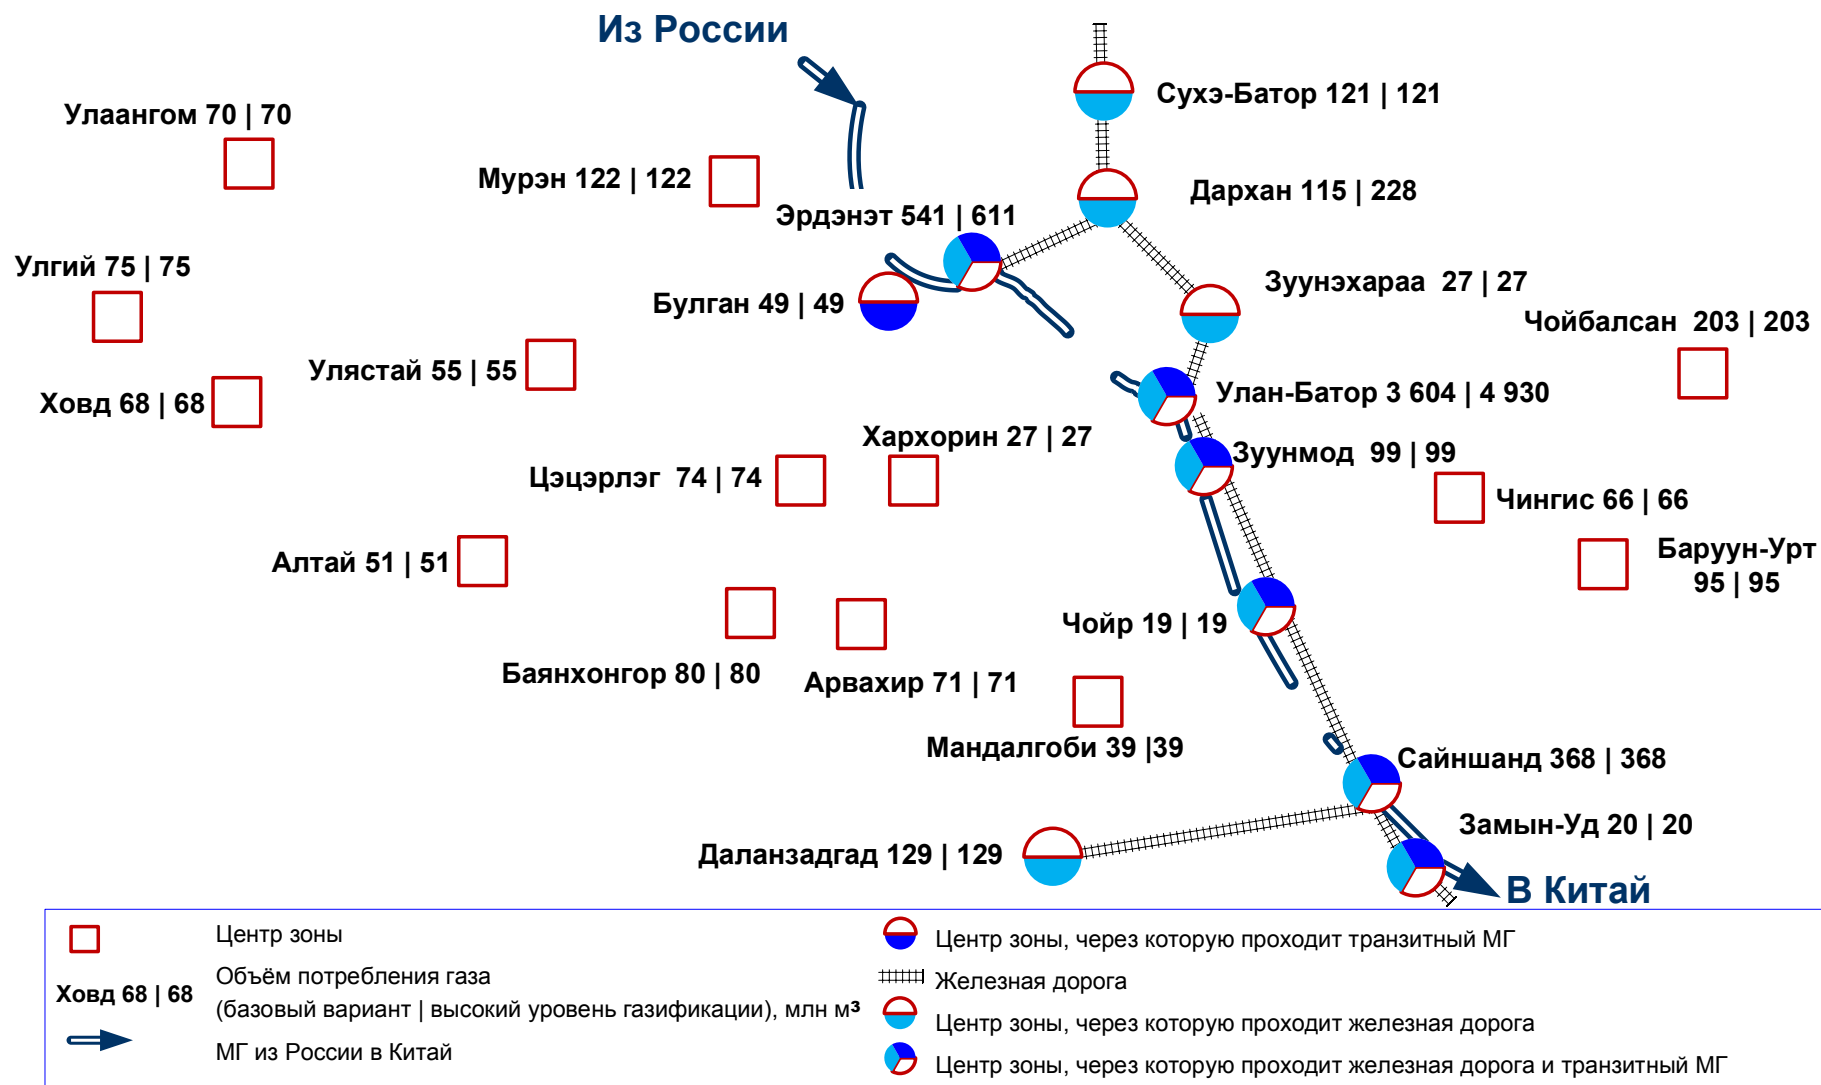 Из России
Сухэ-Батор 121 | 121
Улаангом 70 | 70
Мурэн 122 | 122
Дархан 115 | 228
Эрдэнэт 541 | 611
Улгий 75 | 75
Зуунэхараа 27 | 27
Булган 49 | 49
Чойбалсан 203 | 203
Улястай 55 | 55
Ховд 68 | 68
Улан-Батор 3 604 | 4 930
Хархорин 27 | 27
Зуунмод 99 | 99
Цэцэрлэг 74 | 74
Чингис 66 | 66
Баруун-Урт
95 | 95
Алтай 51 | 51
Чойр 19 | 19
Баянхонгор 80 | 80
Арвахир 71 | 71
Мандалгоби 39 |39
Сайншанд 368 | 368
Замын-Уд 20 | 20
Даланзадгад 129 | 129
В Китай
Центр зоны
Ховд 68 | 68
Объём потребления газа
(базовый вариант | высокий уровень газификации), млн м³
МГ из России в Китай
Центр зоны, через которую проходит транзитный МГ
Железная дорога
Центр зоны, через которую проходит железная дорога
Центр зоны, через которую проходит железная дорога и транзитный МГ